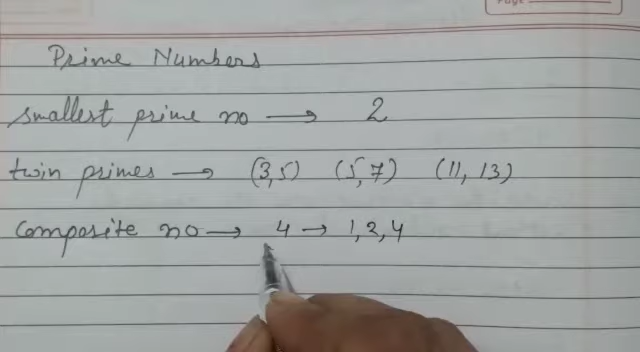 Page
Prime Numbers
smallest prime no → 2
twin primes → (3,5) (5,7) (11,13)
Composite no → 4 → 1,2,4